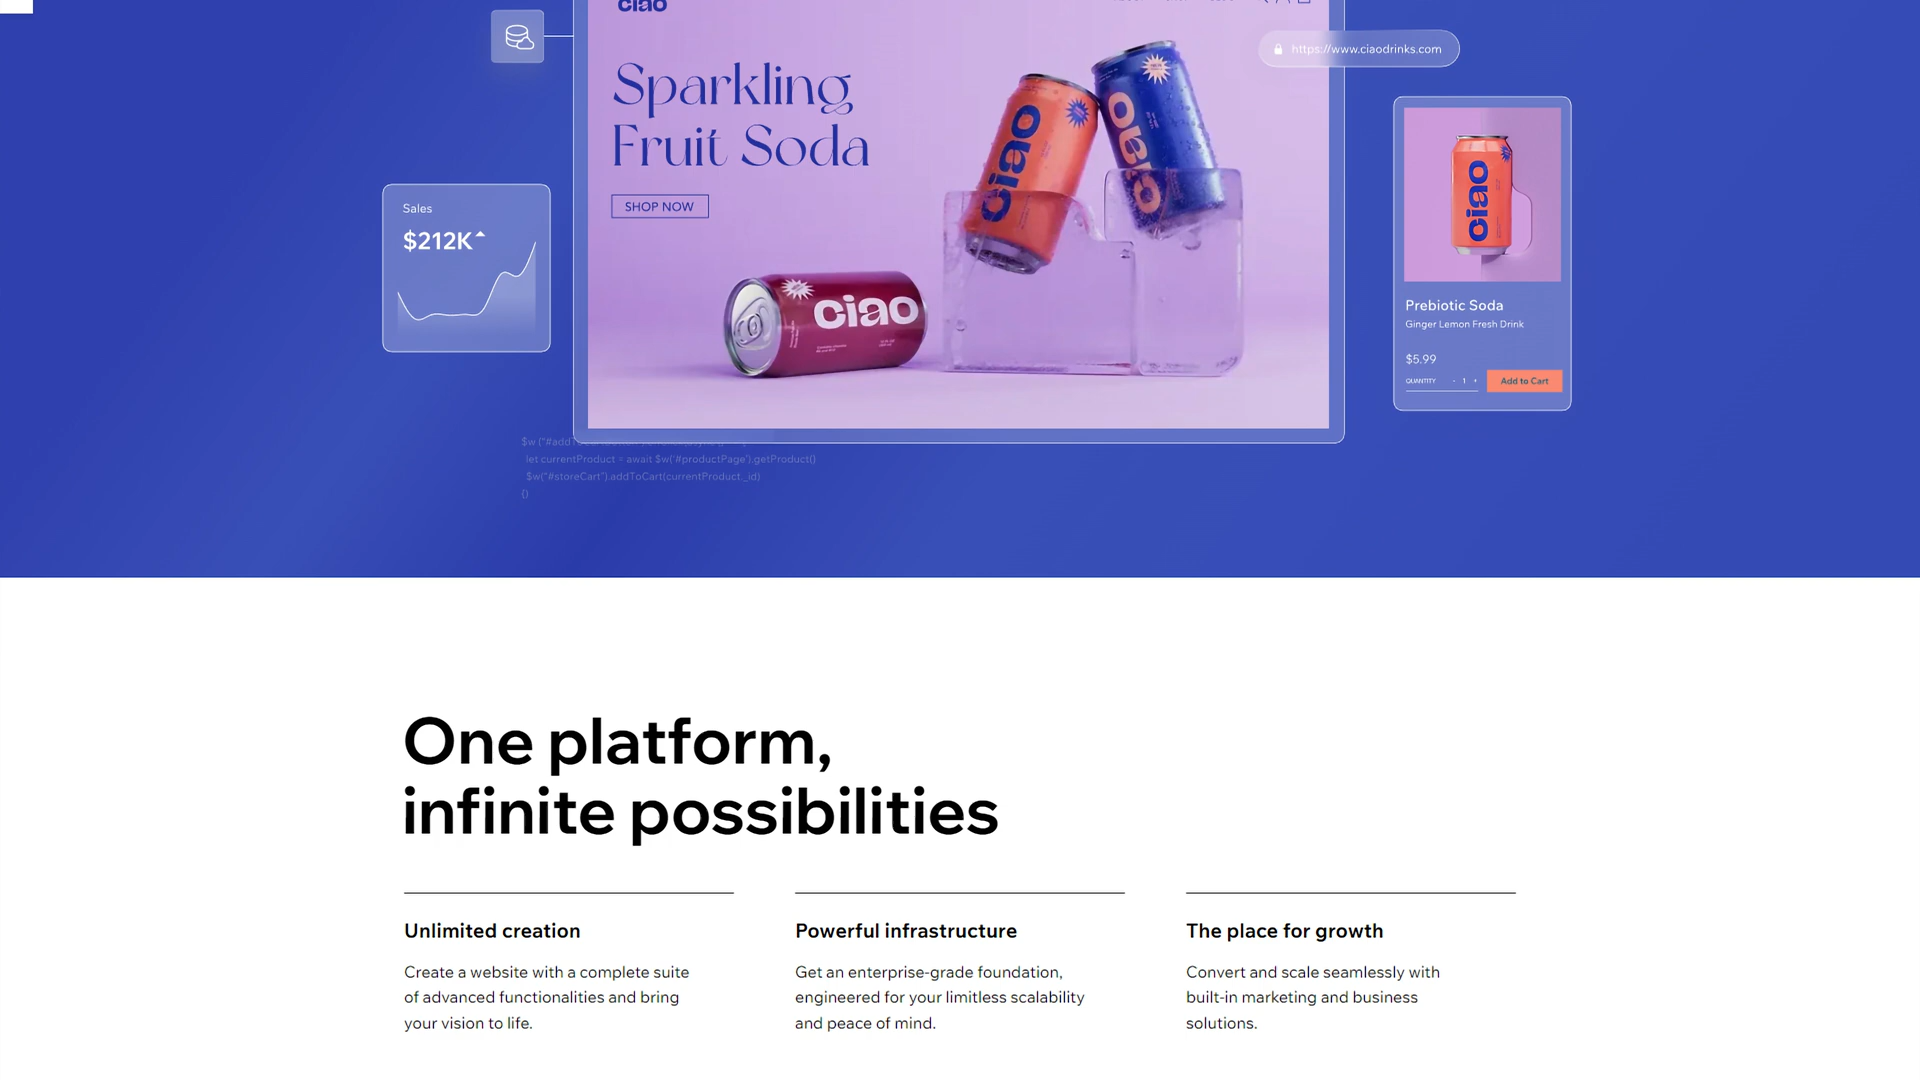 ciao
https://www.ciaodrinks.com
Sparkling
Fruit Soda
SHOP NOW
ciao
ciao
ciao
Sales
$212K
ciao
Prebiotic Soda
Ginger Lemon Fresh Drink
$5.99
QUANTITY - 1 +
Add to Cart
let currentProduct = await $w('#productPage').getProduct()
$w("#storeCart").addToCart(currentProduct._id)
()
One platform,
infinite possibilities
Unlimited creation
Create a website with a complete suite
of advanced functionalities and bring
your vision to life.
Powerful infrastructure
Get an enterprise-grade foundation,
engineered for your limitless scalability
and peace of mind.
The place for growth
Convert and scale seamlessly with
built-in marketing and business
solutions.